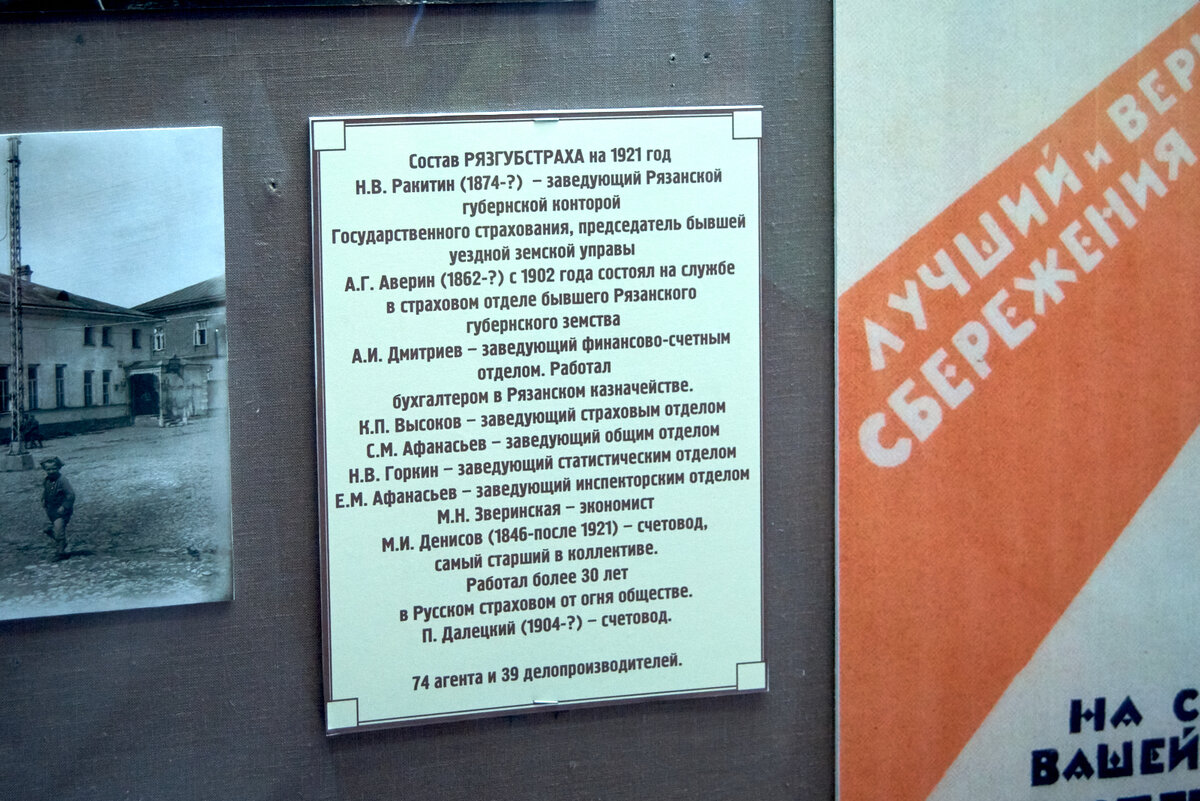 Состав РЯЗГУБСТРАХА на 1921 год
Н.В. Ракитин (1874-?) – заведующий Рязанской
губернской конторой
Государственного страхования, председатель бывшей
уездной земской управы
А.Г. Аверин (1862-?) с 1902 года состоял на службе
в страховом отделе бывшего Рязанского
губернского земства
А.И. Дмитриев – заведующий финансово-счетным
отделом. Работал
бухгалтером в Рязанском казначействе.
К.П. Высоков – заведующий страховым отделом
С.М. Афанасьев – заведующий общим отделом
Н.В. Горкин – заведующий статистическим отделом
Е.М. Афанасьев – заведующий инспекторским отделом
М.Н. Зверинская – экономист
М.И. Денисов (1846-после 1921) – счетовод,
самый старший в коллективе.
Работал более 30 лет
в Русском страховом от огня обществе.
П. Далецкий (1904-?) – счетовод.
74 агента и 39 делопроизводителей.
ЛУЧШИЙ и
СБЕРЕЖЕНИЯ
НА
ВАШЕЙ